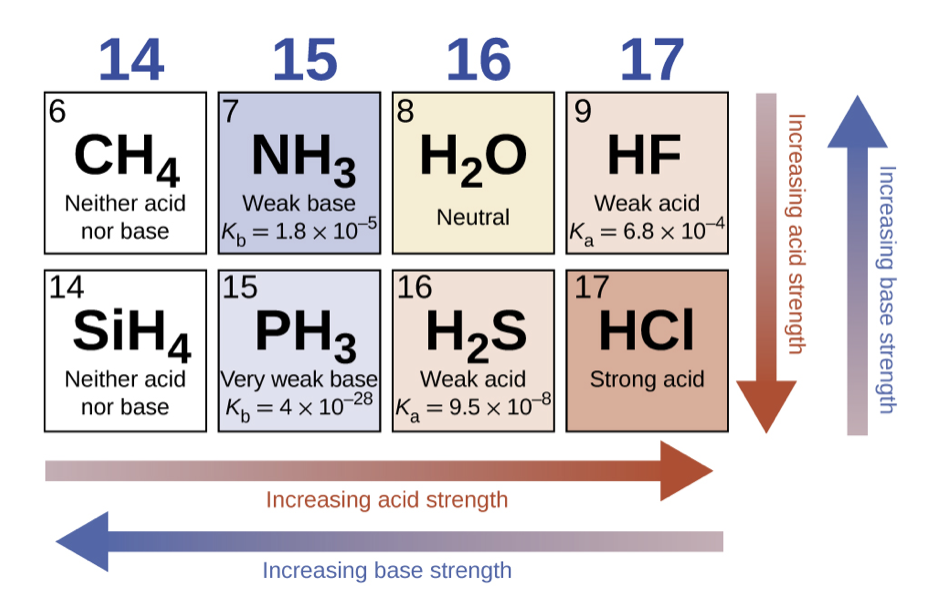 14 15 16 17
6 7 8 9
CH₄ NH₃ H₂O HF
Neither acid nor base
Weak base
K_b = 1.8 × 10⁻⁵
Neutral
Weak acid
Kₐ = 6.8 × 10⁻⁴
14 15 16 17
SiH₄ PH₃ H₂S HCl
Neither acid nor base
Very weak base
K_b = 4 × 10⁻²⁸
Weak acid
Kₐ = 9.5 × 10⁻⁸
Strong acid
Increasing acid strength
Increasing base strength
Increasing acid strength
Increasing base strength